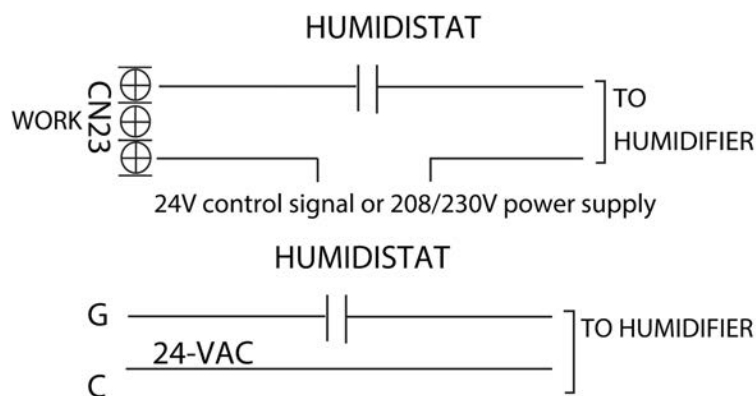 HUMIDISTAT
CN23
WORK
TO
HUMIDIFIER
24V control signal or 208/230V power supply
HUMIDISTAT
G
TO HUMIDIFIER
24-VAC
C